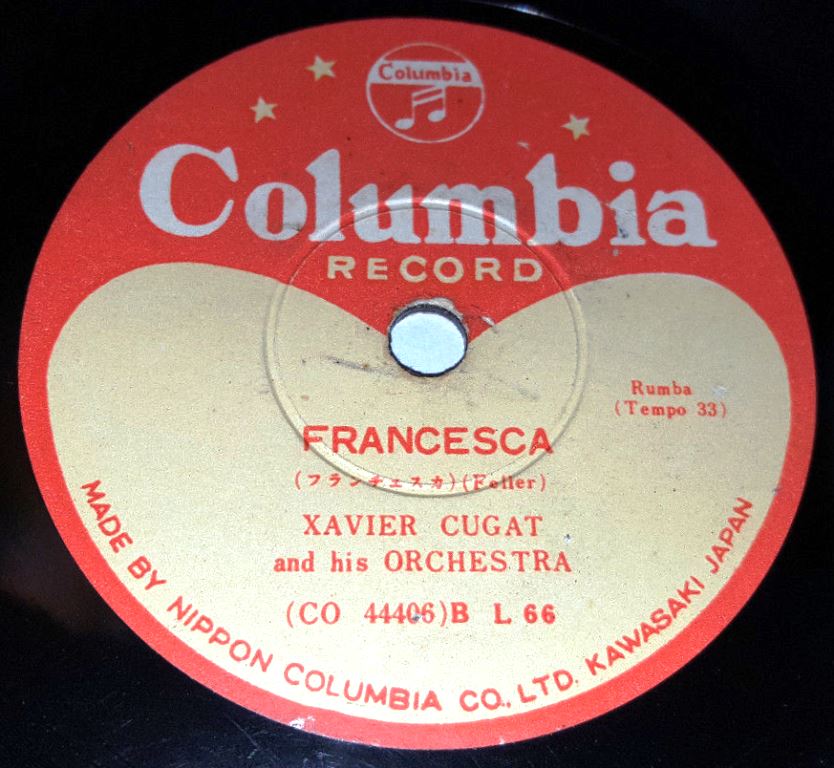 Columbia
Columbia
RECORD
Rumba
(Tempo 33)
FRANCESCA
(フランチェスカ)(Feller)
XAVIER CUGAT
and his ORCHESTRA
(CO 44406)B L 66
MADE BY NIPPON COLUMBIA CO., LTD. KAWASAKI JAPAN